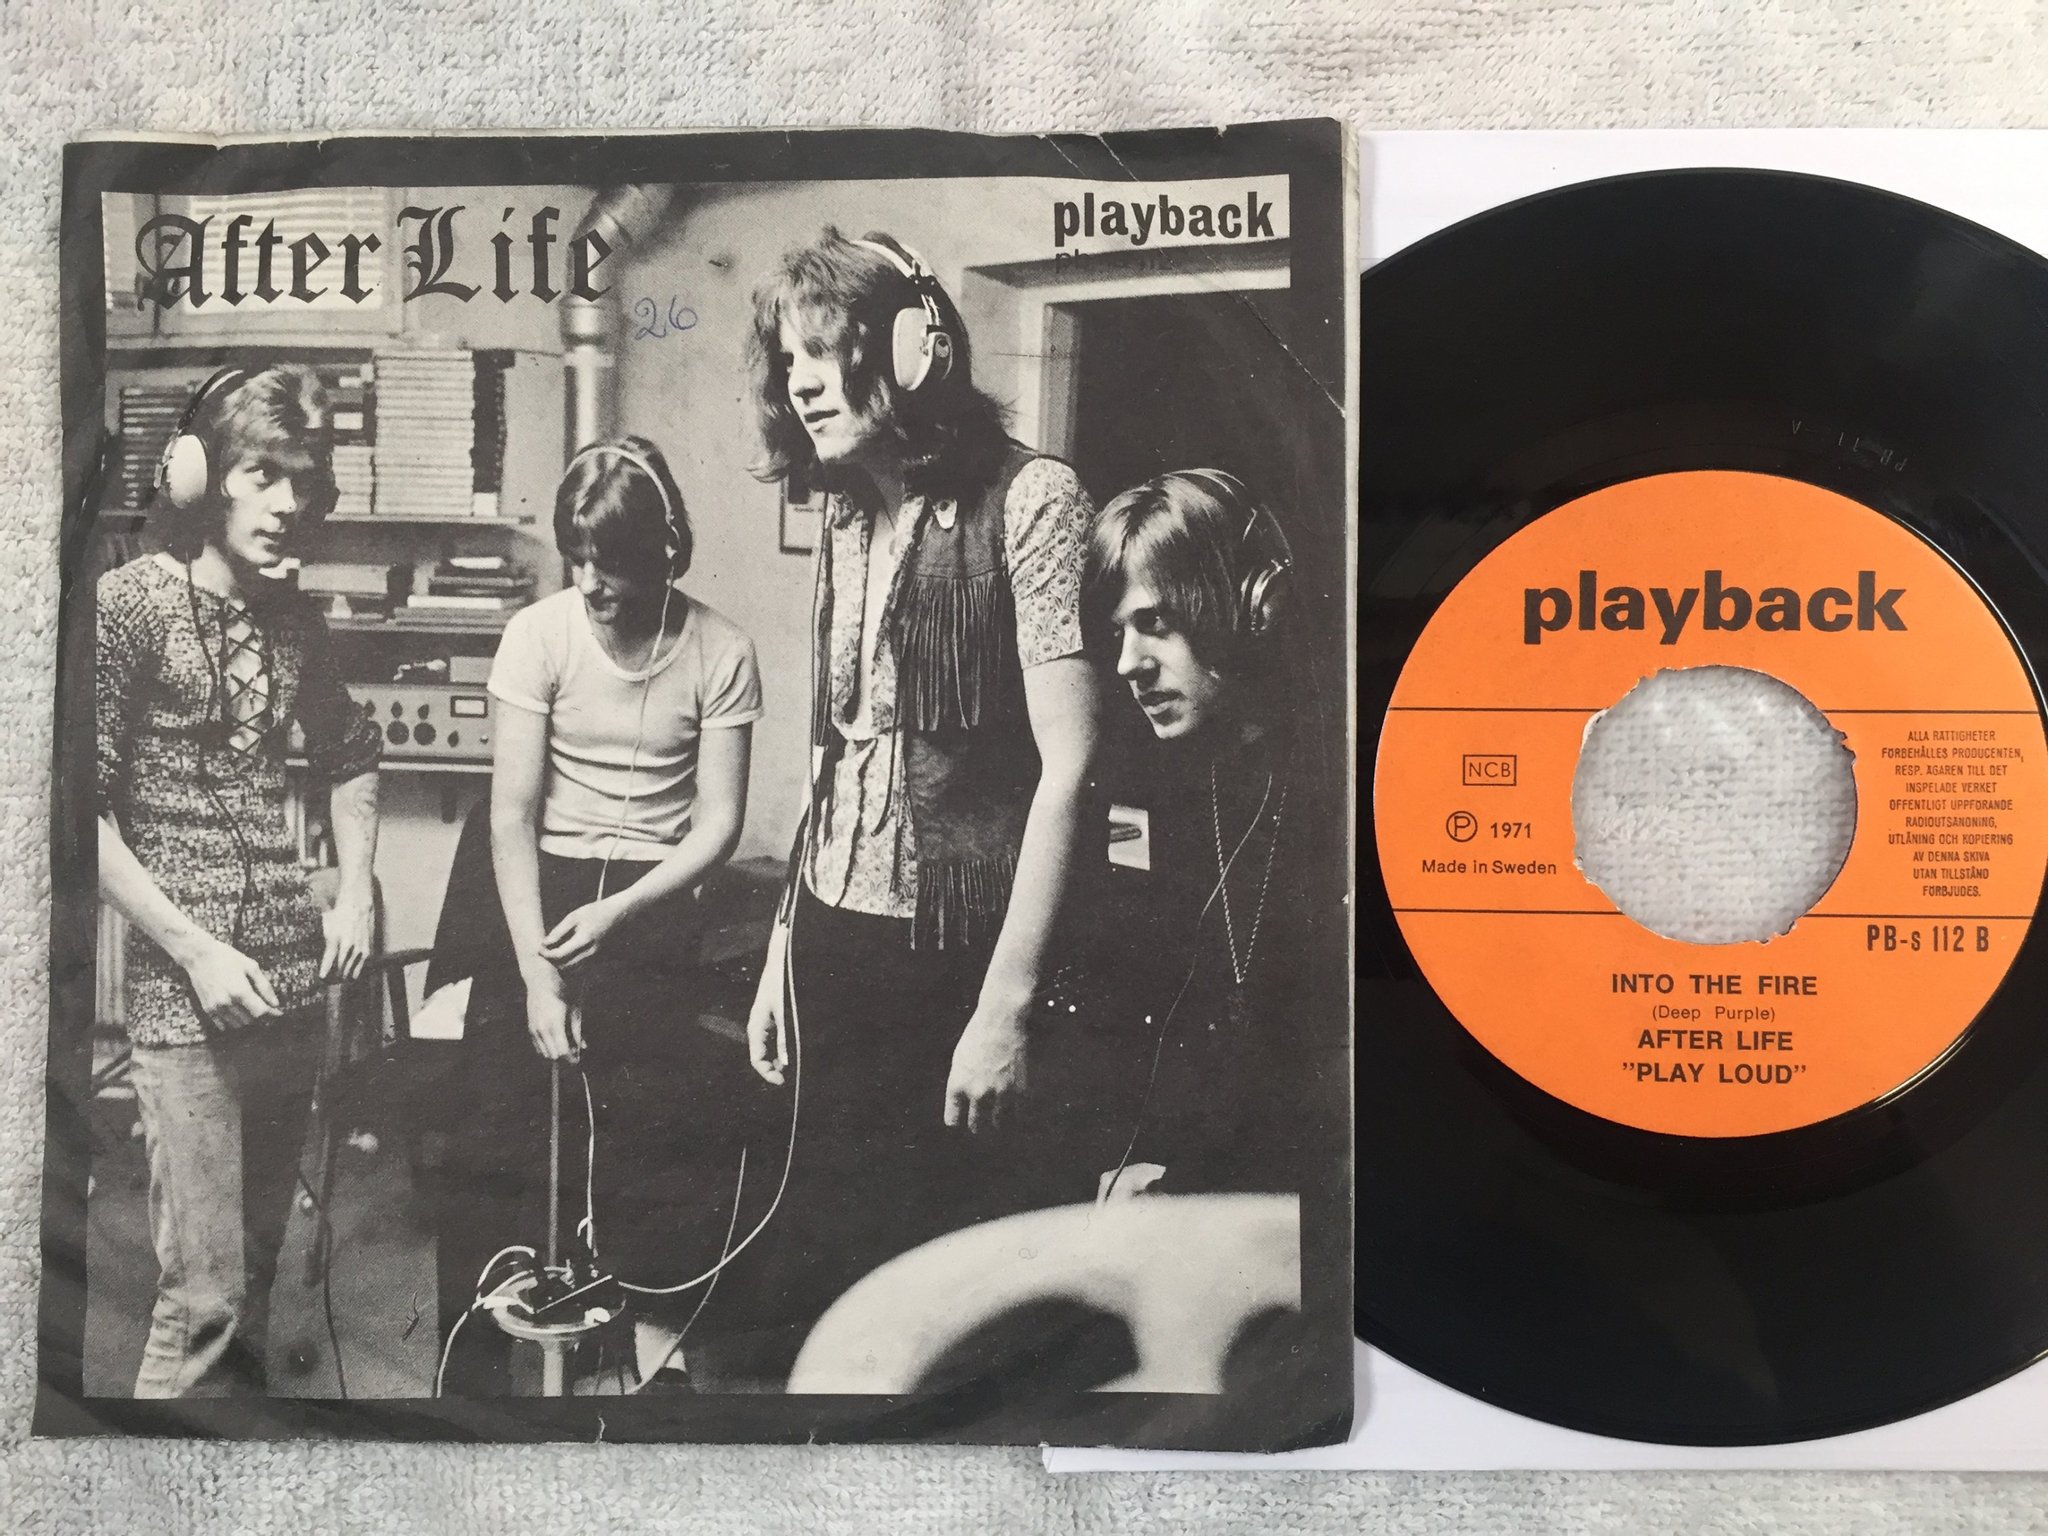 After Life
playback
26
PB 11 - A
playback
NCB
Ⓟ 1971
Made in Sweden
ALLA RÄTTIGHETER
FÖRBEHÅLLES PRODUCENTEN,
RESP. ÄGAREN TILL DET
INSPELADE VERKET
OFFENTLIGT UPPFÖRANDE
RADIOUTSÄNDNING,
UTLÅNING OCH KOPIERING
AV DENNA SKIVA
UTAN TILLSTÅND
FÖRBJUDES.
PB-s 112 B
INTO THE FIRE
(Deep Purple)
AFTER LIFE
"PLAY LOUD"